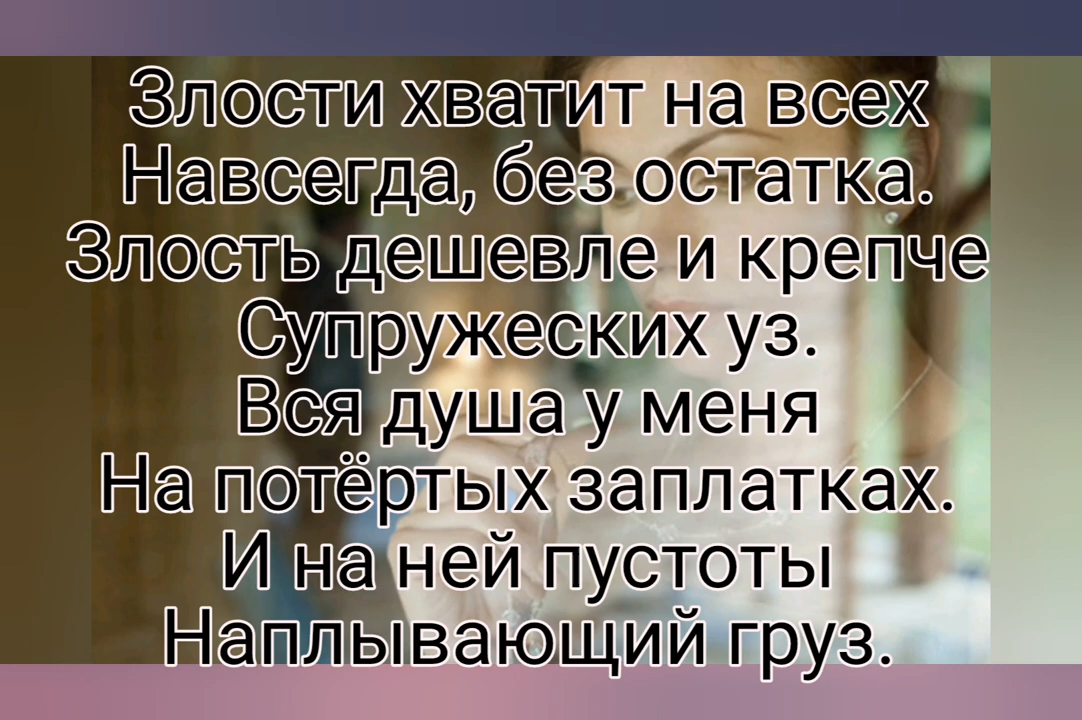 Злости хватит на всех
Навсегда, без остатка.
Злость дешевле и крепче
Супружеских уз.
Вся душа у меня
На потёртых заплатках.
И на ней пустоты
Наплывающий груз.